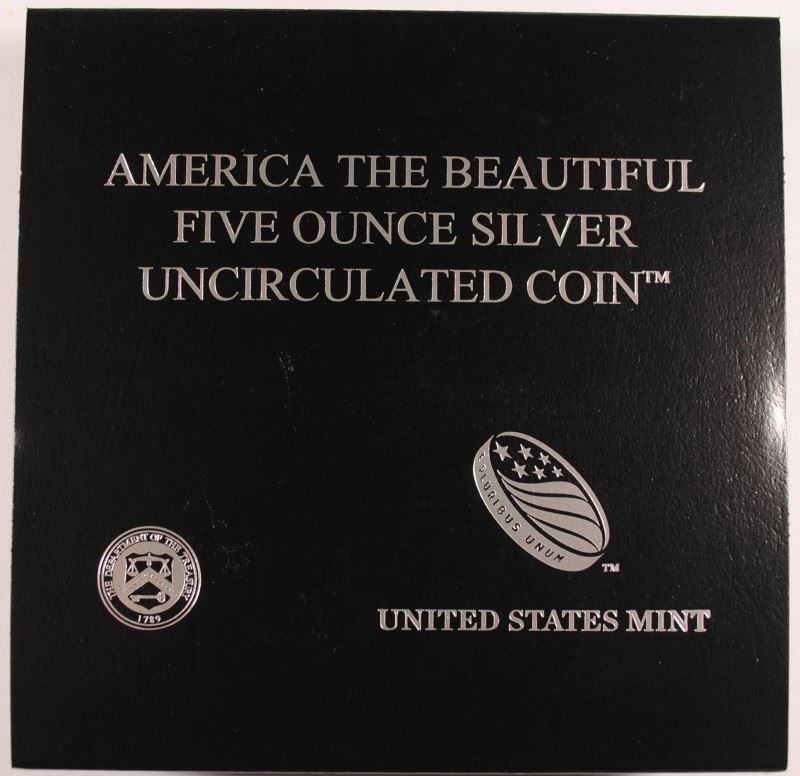 AMERICA THE BEAUTIFUL
FIVE OUNCE SILVER
UNCIRCULATED COIN™
E PLURIBUS UNUM
™
THE DEPARTMENT OF THE TREASURY
1789
UNITED STATES MINT